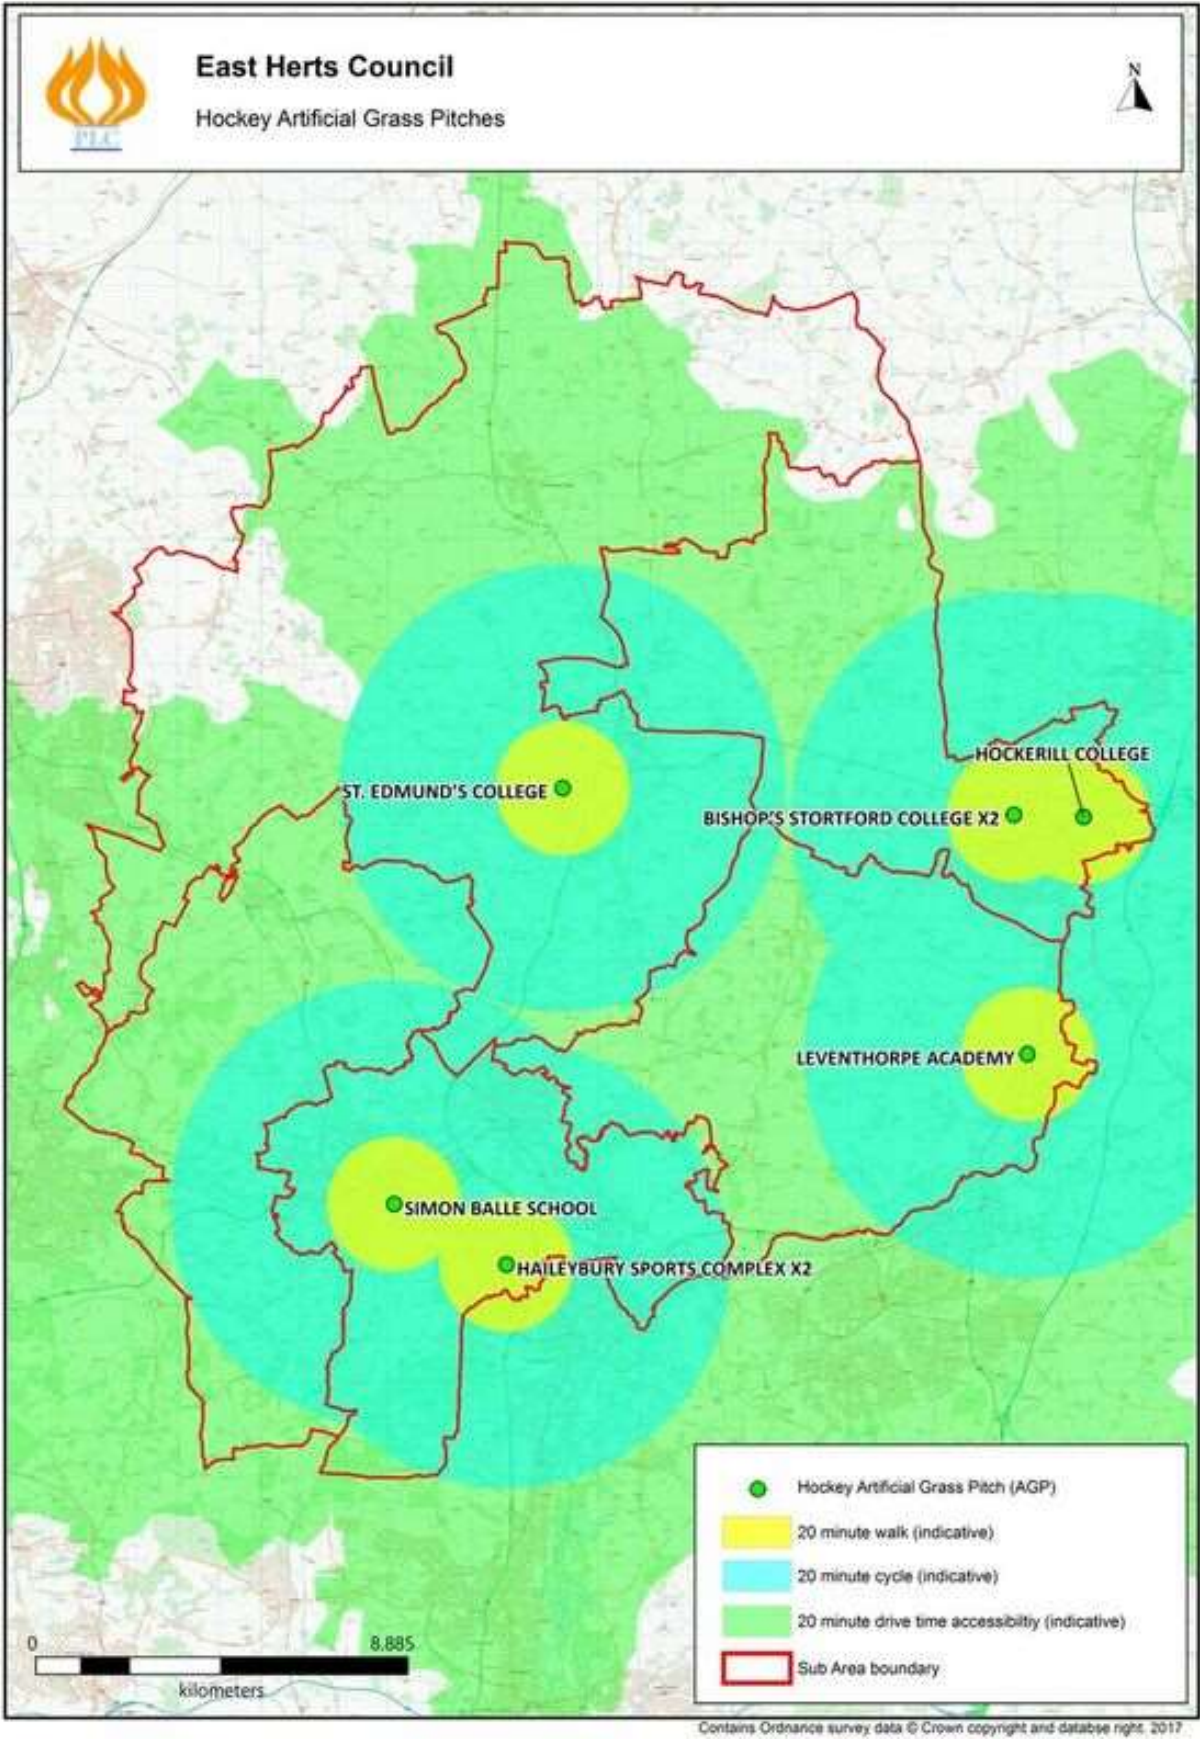 East Herts Council
Hockey Artificial Grass Pitches
N
PLC
HOCKERILL COLLEGE
ST. EDMUND'S COLLEGE
BISHOP'S STORTFORD COLLEGE X2
LEVENTHORPE ACADEMY
SIMON BALLE SCHOOL
HAILEYBURY SPORTS COMPLEX X2
Hockey Artificial Grass Pitch (AGP)
20 minute walk (indicative)
20 minute cycle (indicative)
20 minute drive time accessibiltiy (indicative)
Sub Area boundary
0 8.885
kilometers
Contains Ordnance survey data © Crown copyright and databse right. 2017